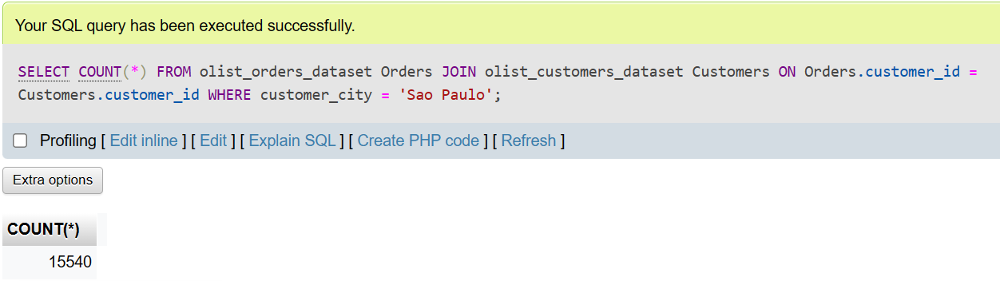 Your SQL query has been executed successfully.
SELECT COUNT(*) FROM olist_orders_dataset Orders JOIN olist_customers_dataset Customers ON Orders.customer_id =
Customers.customer_id WHERE customer_city = 'Sao Paulo';
Profiling [ Edit inline ] [ Edit ] [ Explain SQL ] [ Create PHP code ] [ Refresh ]
Extra options
COUNT(*)
15540